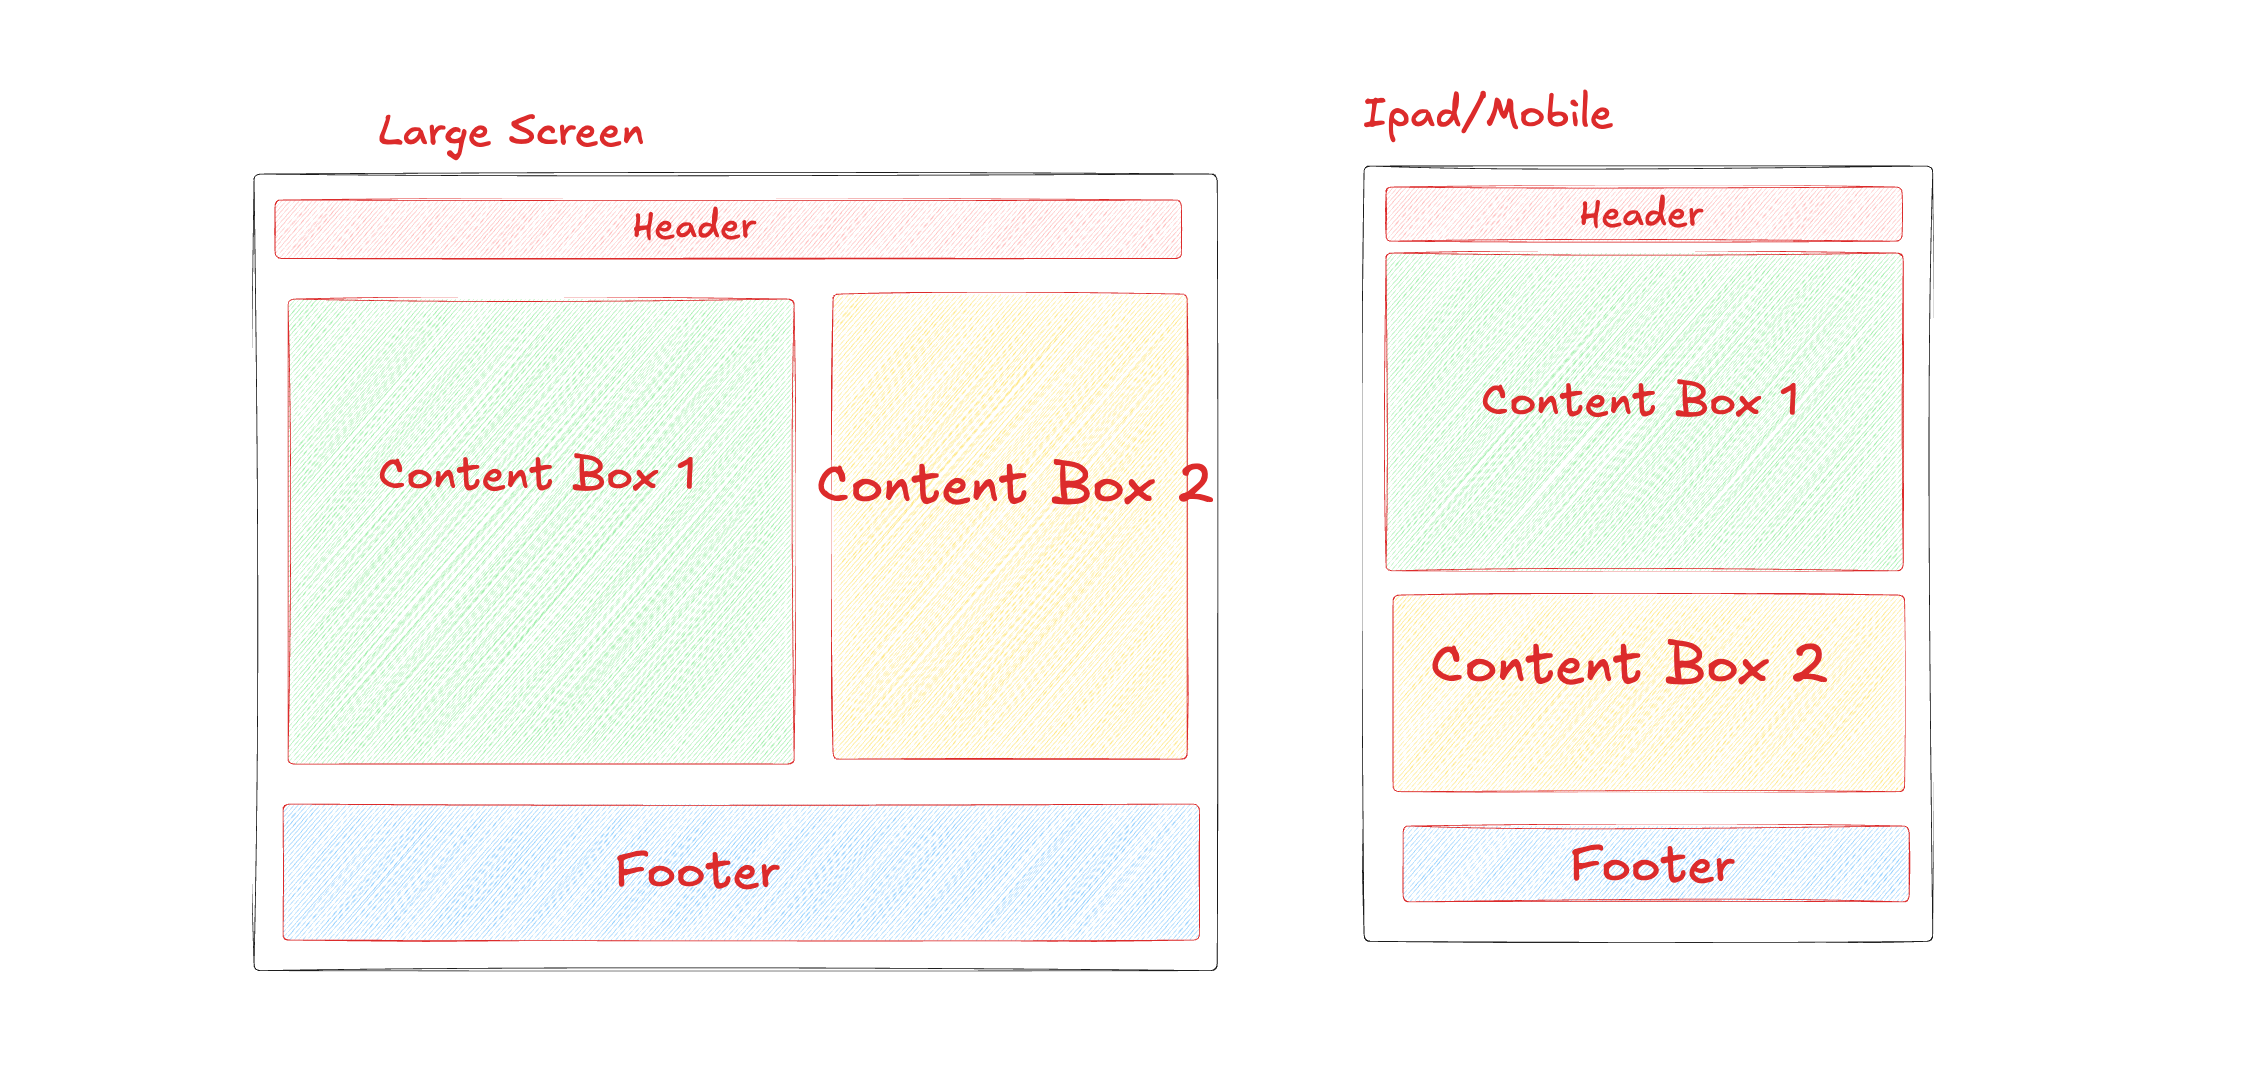 Large Screen
Header
Content Box 1
Content Box 2
Footer
Ipad/Mobile
Header
Content Box 1
Content Box 2
Footer